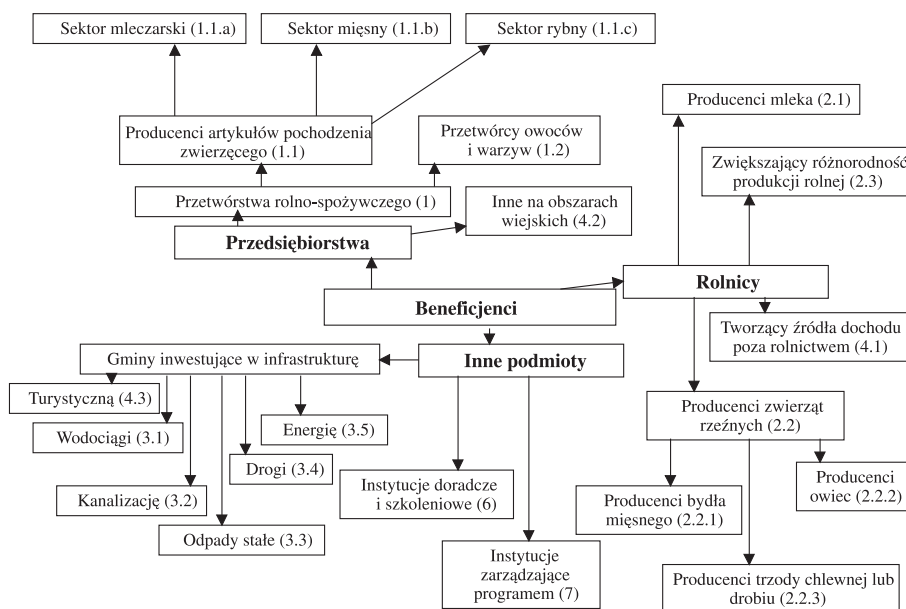 Sektor mleczarski (1.1.a)
Sektor mięsny (1.1.b)
Sektor rybny (1.1.c)
Producenci mleka (2.1)
Producenci artykułów pochodzenia
zwierzęcego (1.1)
Przetwórcy owoców
i warzyw (1.2)
Zwiększający różnorodność
produkcji rolnej (2.3)
Przetwórstwa rolno-spożywczego (1)
Inne na obszarach
wiejskich (4.2)
Przedsiębiorstwa
Rolnicy
Beneficjenci
Tworzący źródła dochodu
poza rolnictwem (4.1)
Gminy inwestujące w infrastrukturę
Inne podmioty
Turystyczną (4.3)
Wodociągi (3.1)
Energię (3.5)
Producenci zwierząt
rzeźnych (2.2)
Drogi (3.4)
Kanalizację (3.2)
Instytucje doradcze
i szkoleniowe (6)
Producenci
owiec (2.2.2)
Producenci bydła
mięsnego (2.2.1)
Odpady stałe (3.3)
Instytucje
zarządzające
programem (7)
Producenci trzody chlewnej lub
drobiu (2.2.3)